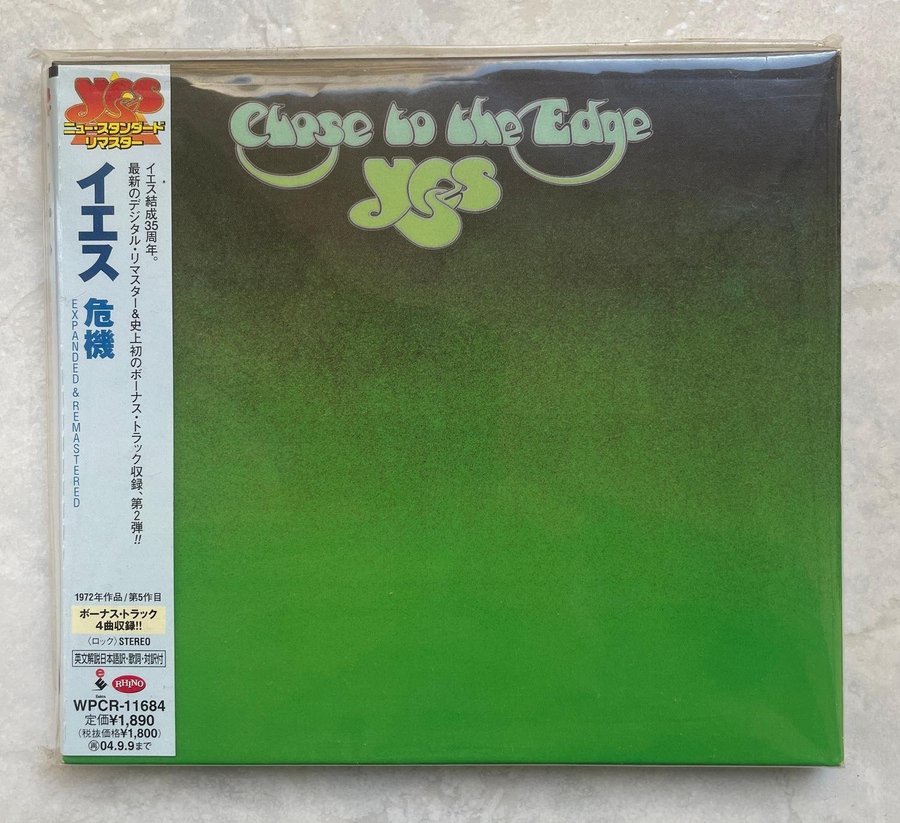 Close to the Edge
yes
yes
ニュー・スタンダード
リマスター
イエス結成35周年。
最新のデジタル・リマスター&史上初のボーナス・トラック収録、第2弾!!
イエス 危機
EXPANDED & REMASTERED
1972年作品/第5作目
ボーナス・トラック
4曲収録!!
〈ロック〉STEREO
英文解説日本語訳・歌詞・対訳付
Elektra
RHINO
WPCR-11684
定価¥1,890
(税抜価格¥1,800)
再04.9.9まで